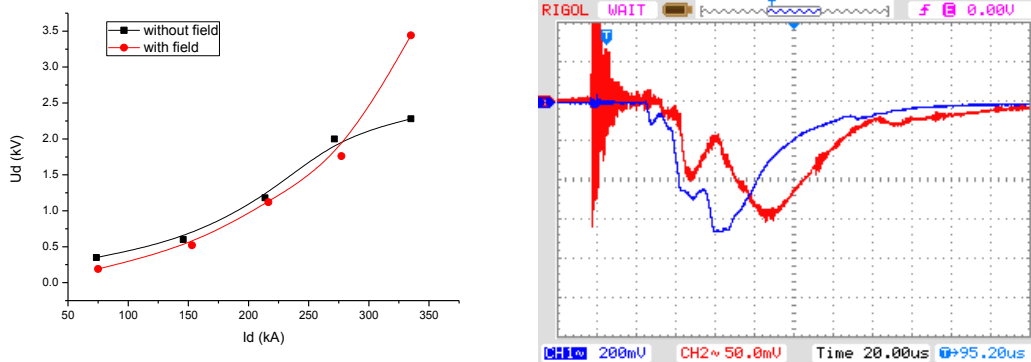 without field
with field
Ud (kV)
3.5
3.0
2.5
2.0
1.5
1.0
0.5
0.0
50 100 150 200 250 300 350
Id (kA)
RIGOL WAIT T f E 0.00V
T
1
CH1~ 200mV CH2~ 50.0mV Time 20.00us T→95.20us